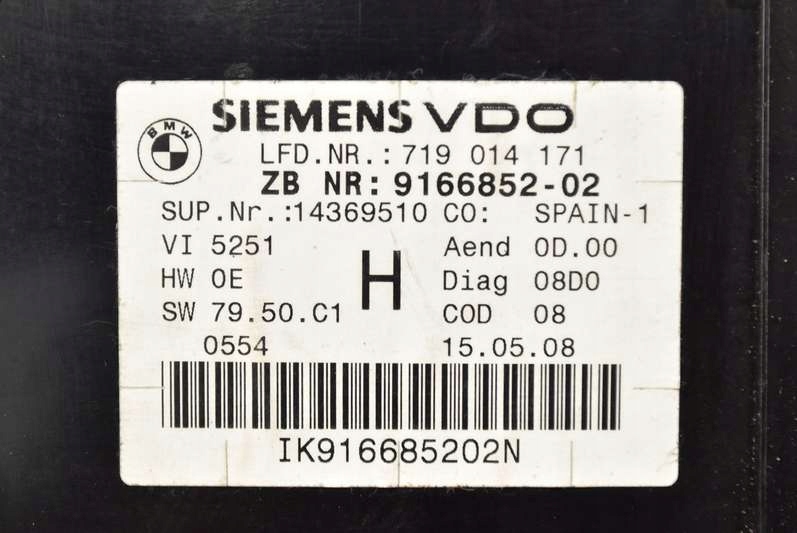 SIEMENS VDO
BMW
LFD.NR.: 719 014 171
ZB NR: 9166852-02
SUP.Nr.:14369510 CO: SPAIN-1
VI 5251 Aend 0D.00
HW 0E H Diag 08D0
SW 79.50.C1 COD 08
0554 15.05.08
IK916685202N